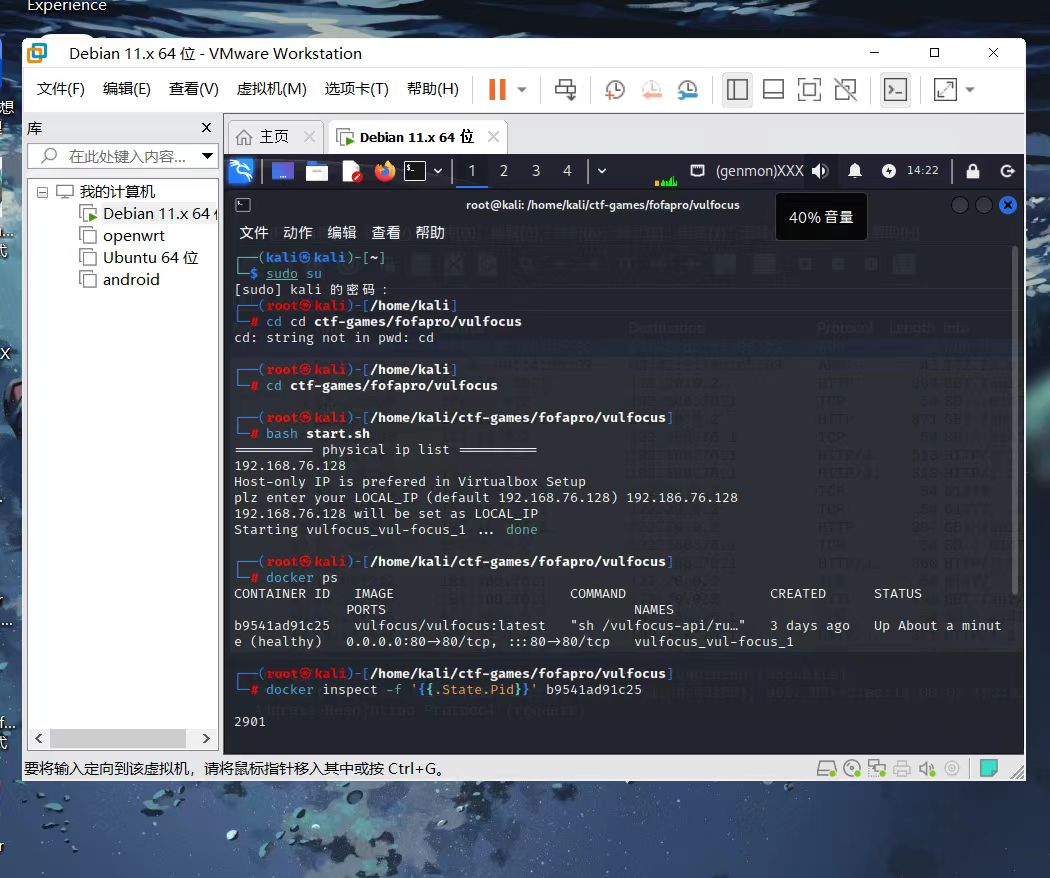 Experience
Debian 11.x 64 位 - VMware Workstation
文件(F) 编辑(E) 查看(V) 虚拟机(M) 选项卡(T) 帮助(H)
库
主页
Debian 11.x 64 位
在此处键入内容...
1 2 3 4 (genmon)XXX 14:22
我的计算机
Debian 11.x 64
openwrt
Ubuntu 64 位
android
root@kali: /home/kali/ctf-games/fofapro/vulfocus
40% 音量
文件 动作 编辑 查看 帮助
┌──(kali㉿kali)-[~]
└─$ sudo su
[sudo] kali 的密码：
┌──(root㉿kali)-[/home/kali]
└─# cd cd ctf-games/fofapro/vulfocus
cd: string not in pwd: cd
┌──(root㉿kali)-[/home/kali]
└─# cd ctf-games/fofapro/vulfocus
┌──(root㉿kali)-[/home/kali/ctf-games/fofapro/vulfocus]
└─# bash start.sh
========== physical ip list ==========
192.168.76.128
Host-only IP is prefered in Virtualbox Setup
plz enter your LOCAL_IP (default 192.168.76.128) 192.186.76.128
192.168.76.128 will be set as LOCAL_IP
Starting vulfocus_vul-focus_1 ... done
┌──(root㉿kali)-[/home/kali/ctf-games/fofapro/vulfocus]
└─# docker ps
CONTAINER ID IMAGE COMMAND CREATED STATUS
PORTS NAMES
b9541ad91c25 vulfocus/vulfocus:latest "sh /vulfocus-api/ru…" 3 days ago Up About a minut
e (healthy) 0.0.0.0:80->80/tcp, :::80->80/tcp vulfocus_vul-focus_1
┌──(root㉿kali)-[/home/kali/ctf-games/fofapro/vulfocus]
└─# docker inspect -f '{{.State.Pid}}' b9541ad91c25
2901
要将输入定向到该虚拟机，请将鼠标指针移入其中或按 Ctrl+G。